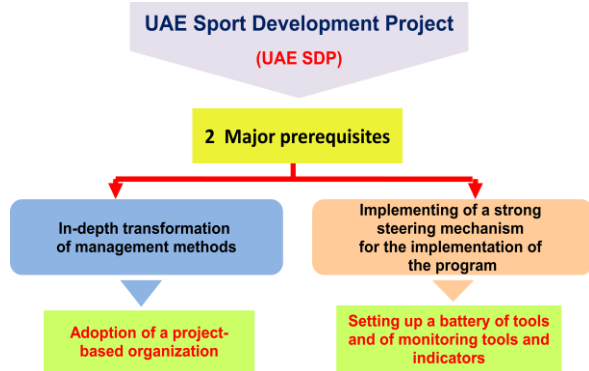 UAE Sport Development Project
(UAE SDP)
2 Major prerequisites
In-depth transformation
of management methods
Implementing of a strong
steering mechanism
for the implementation of
the program
Adoption of a project-
based organization
Setting up a battery of tools
and of monitoring tools and
indicators